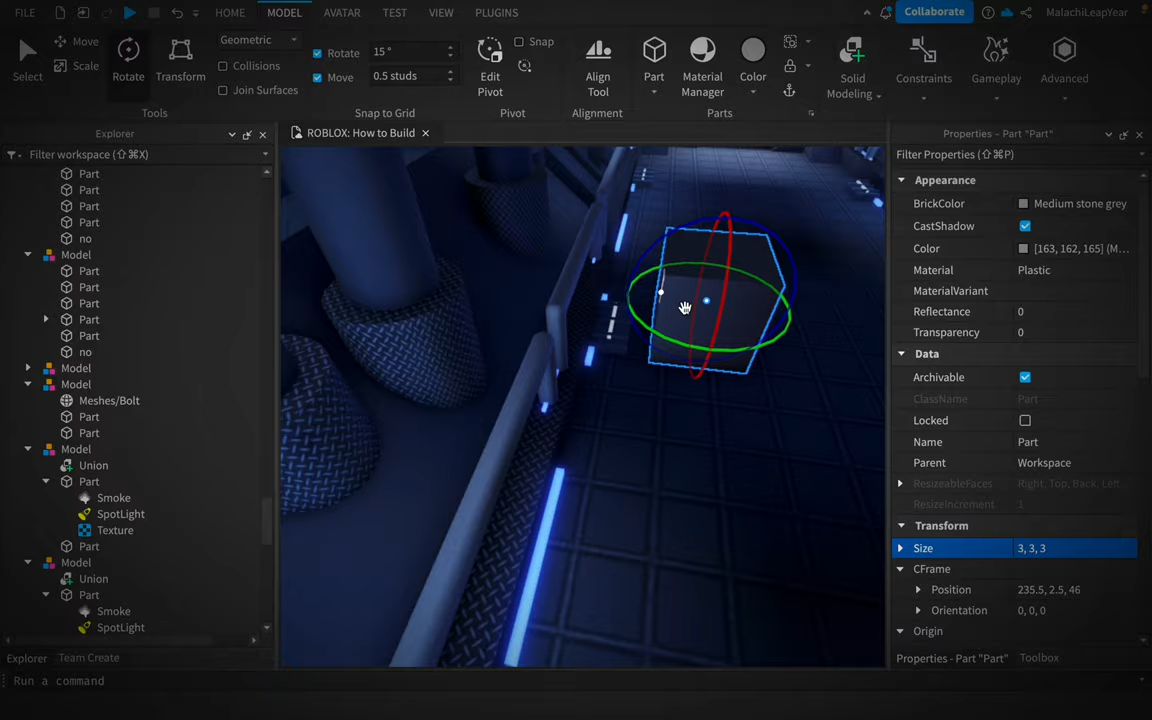 FILE HOME MODEL AVATAR TEST VIEW PLUGINS Collaborate MalachiLeapYear
Select
Move
Scale
Rotate
Transform
Geometric
Collisions
Join Surfaces
Tools
Rotate 15 °
Move 0.5 studs
Snap to Grid
Edit
Pivot
Snap
Pivot
Align
Tool
Alignment
Part
Material
Manager
Color
Parts
Solid
Modeling
Constraints
Gameplay
Advanced
Explorer
Filter workspace (⇧⌘X)
Part
Part
Part
Part
no
Model
Part
Part
Part
Part
Part
no
Model
Model
Meshes/Bolt
Part
Part
Model
Union
Part
Smoke
SpotLight
Texture
Part
Model
Union
Part
Smoke
SpotLight
Explorer Team Create
Run a command
ROBLOX: How to Build
Properties - Part "Part"
Filter Properties (⇧⌘P)
Appearance
BrickColor Medium stone grey
CastShadow
Color [163, 162, 165] (M...
Material Plastic
MaterialVariant
Reflectance 0
Transparency 0
Data
Archivable
ClassName Part
Locked
Name Part
Parent Workspace
ResizeableFaces Right, Top, Back, Left...
ResizeIncrement 1
Transform
Size 3, 3, 3
CFrame
Position 235.5, 2.5, 46
Orientation 0, 0, 0
Origin
Properties - Part "Part" Toolbox